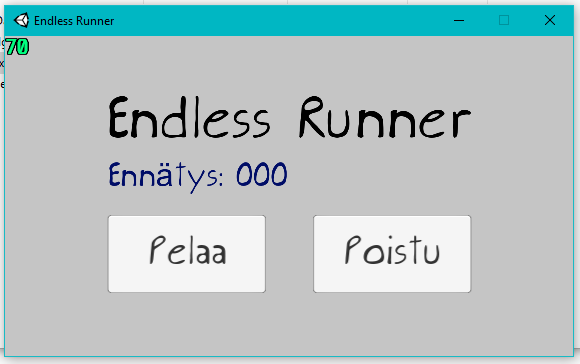 Endless Runner
70
Endless Runner
Ennätys: 000
Pelaa
Poistu